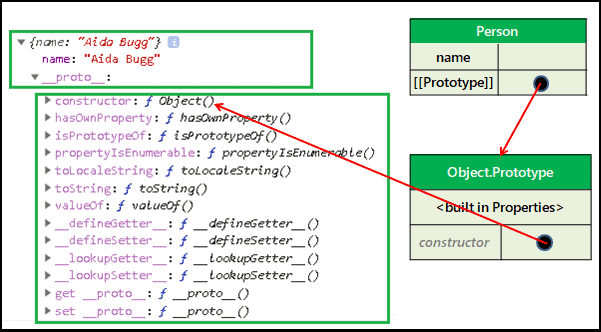 {name: "Aida Bugg"} i
name: "Aida Bugg"
__proto__:
constructor: ƒ Object()
hasOwnProperty: ƒ hasOwnProperty()
isPrototypeOf: ƒ isPrototypeOf()
propertyIsEnumerable: ƒ propertyIsEnumerable()
toLocaleString: ƒ toLocaleString()
toString: ƒ toString()
valueOf: ƒ valueOf()
__defineGetter__: ƒ __defineGetter__()
__defineSetter__: ƒ __defineSetter__()
__lookupGetter__: ƒ __lookupGetter__()
__lookupSetter__: ƒ __lookupSetter__()
get __proto__: ƒ __proto__()
set __proto__: ƒ __proto__()
Person
name
[[Prototype]]
Object.Prototype
<built in Properties>
constructor